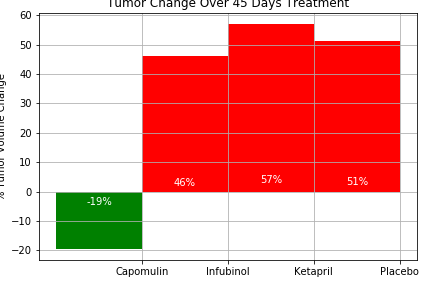 Tumor Change Over 45 Days Treatment
% Tumor Volume Change
60
50
40
30
20
10
0
−10
−20
-19%
46%
57%
51%
Capomulin
Infubinol
Ketapril
Placebo